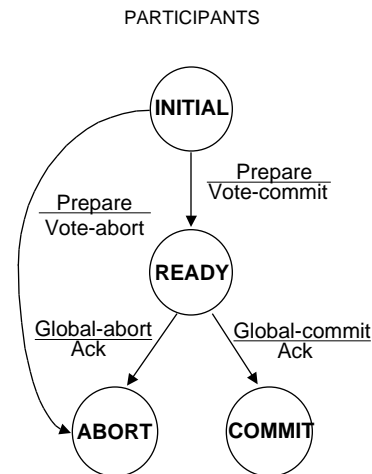 PARTICIPANTS
INITIAL
Prepare
Vote-commit
Prepare
Vote-abort
READY
Global-abort
Ack
Global-commit
Ack
ABORT
COMMIT